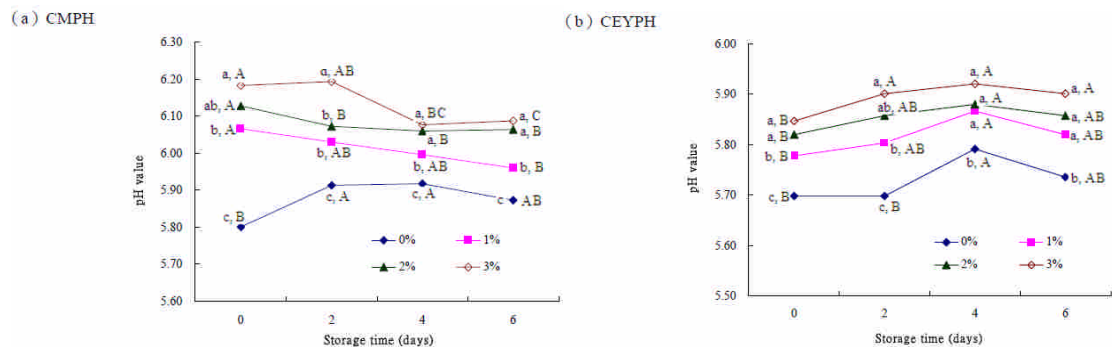 (a) CMPH
6.30
6.20
6.10
6.00
5.90
5.80
5.70
5.60
pH value
a, A
a, AB
a, BC
a, C
ab, A
b, B
a, B
a, B
b, A
b, AB
b, AB
b, B
c, B
c, A
c, A
c AB
0%
1%
2%
3%
0
2
4
6
Storage time (days)
(b) CEYPH
6.00
5.90
5.80
5.70
5.60
5.50
pH value
a, B
a, A
a, A
a, A
a, B
ab, AB
a, A
a, AB
b, B
b, AB
a, A
a, AB
c, B
c, B
b, A
b, AB
0%
1%
2%
3%
0
2
4
6
Storage time (days)